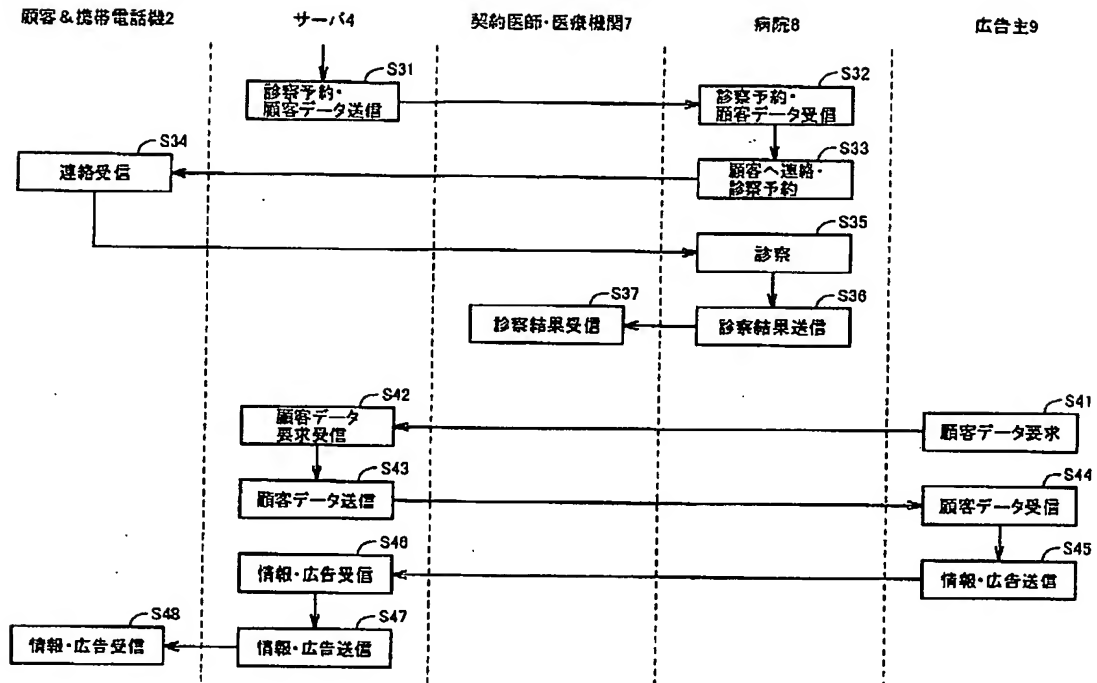 顧客&携帯電話機2
サーバ4
契約医師・医療機関7
病院8
広告主9
S31
診察予約・
顧客データ送信
S32
診察予約・
顧客データ受信
S33
顧客へ連絡・
診察予約
S34
連絡受信
S35
診察
S36
診察結果送信
S37
診察結果受信
S41
顧客データ要求
S42
顧客データ
要求受信
S43
顧客データ送信
S44
顧客データ受信
S45
情報・広告送信
S46
情報・広告受信
S47
情報・広告送信
S48
情報・広告受信